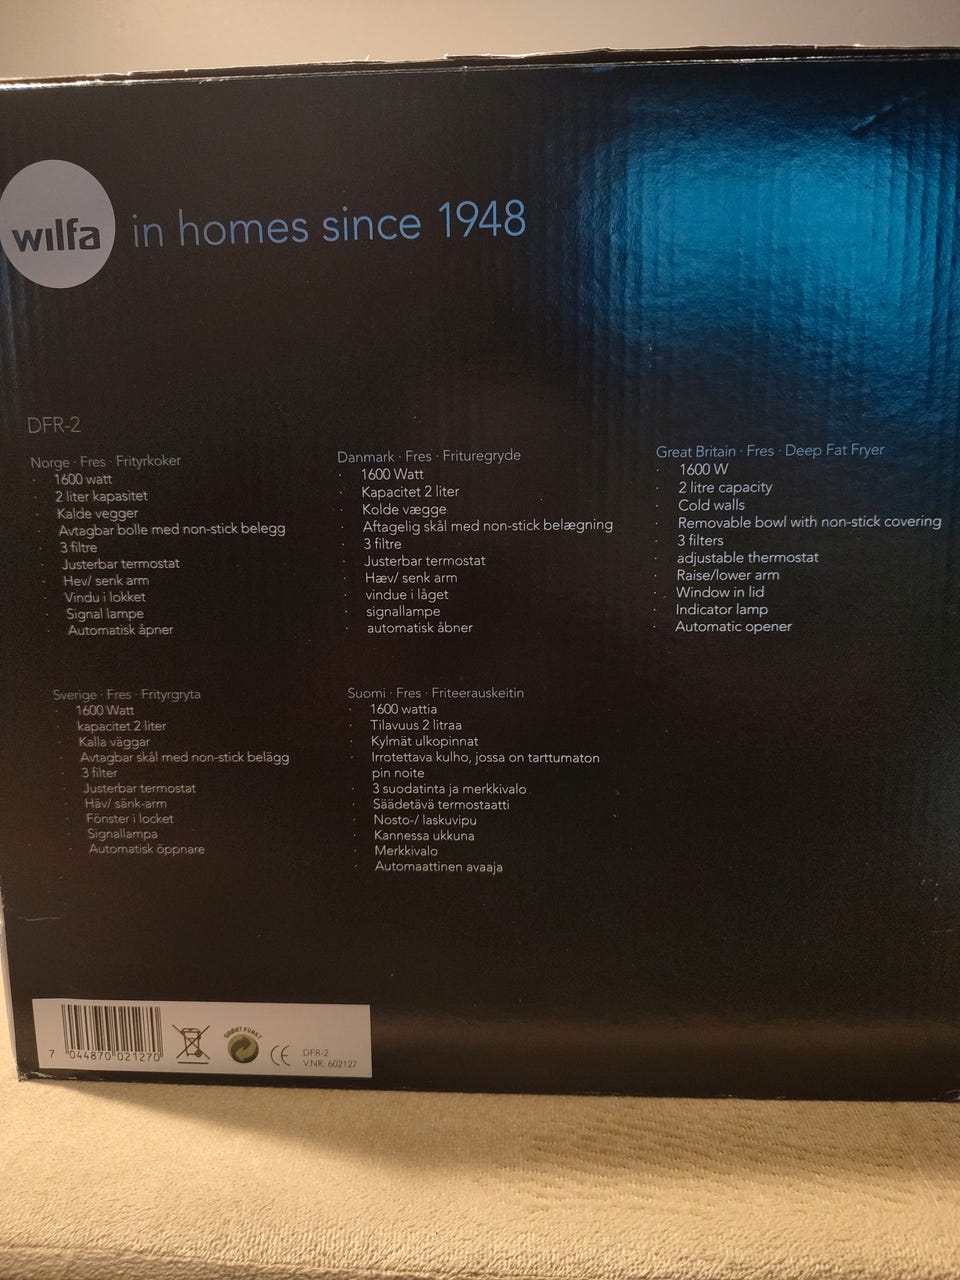 wilfa
in homes since 1948
DFR-2
Norge · Fres · Frityrkoker
· 1600 watt
· 2 liter kapasitet
· Kalde vegger
· Avtagbar bolle med non-stick belegg
· 3 filtre
· Justerbar termostat
· Hev/ senk arm
· Vindu i lokket
· Signal lampe
· Automatisk åpner
Danmark · Fres · Frituregryde
· 1600 Watt
· Kapacitet 2 liter
· Kolde vægge
· Aftagelig skål med non-stick belægning
· 3 filtre
· Justerbar termostat
· Hæv/ senk arm
· vindue i låget
· signallampe
· automatisk åbner
Great Britain · Fres · Deep Fat Fryer
· 1600 W
· 2 litre capacity
· Cold walls
· Removable bowl with non-stick covering
· 3 filters
· adjustable thermostat
· Raise/lower arm
· Window in lid
· Indicator lamp
· Automatic opener
Sverige · Fres · Frityrgryta
· 1600 Watt
· kapacitet 2 liter
· Kalla väggar
· Avtagbar skål med non-stick belägg
· 3 filter
· Justerbar termostat
· Häv/ sänk-arm
· Fönster i locket
· Signallampa
· Automatisk öppnare
Suomi · Fres · Friteerauskeitin
· 1600 wattia
· Tilavuus 2 litraa
· Kylmät ulkopinnat
· Irrotettava kulho, jossa on tarttumaton
pin noite
· 3 suodatinta ja merkkivalo
· Säädetävä termostaatti
· Nosto-/ laskuvipu
· Kannessa ukkuna
· Merkkivalo
· Automaattinen avaaja
7 044870 021270
GRØNT PUNKT
CE
DFR-2
V.NR: 602127